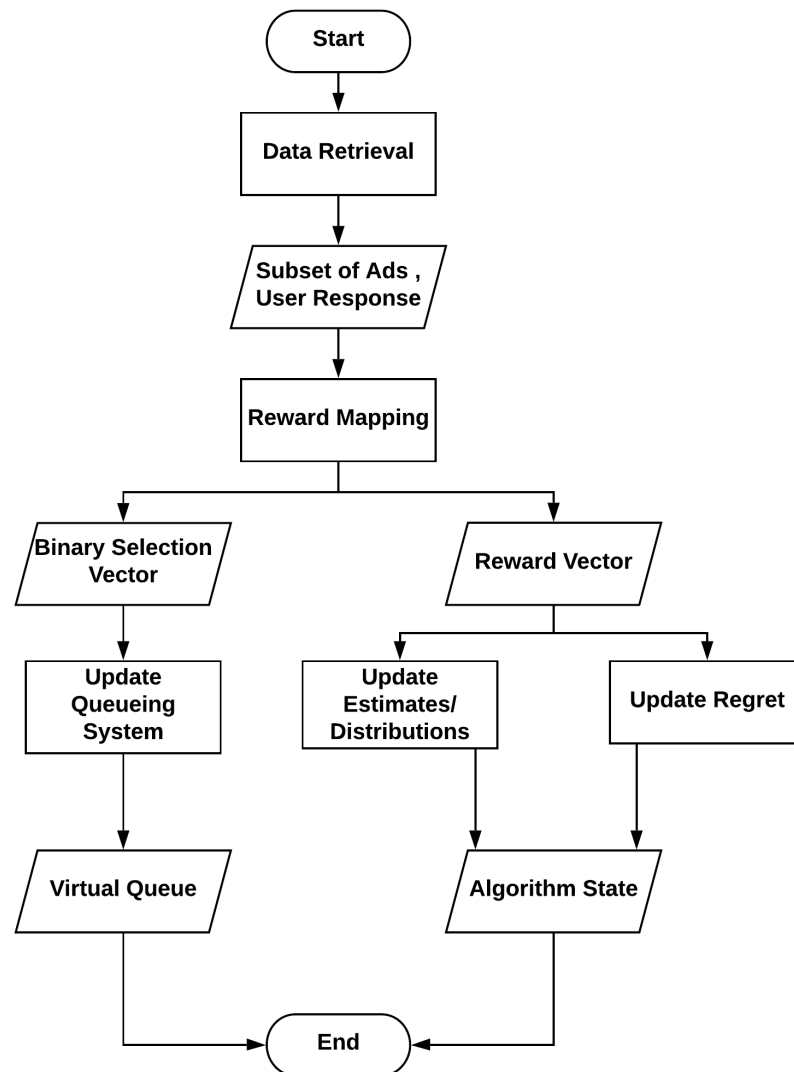 Start
Data Retrieval
Subset of Ads ,
User Response
Reward Mapping
Binary Selection
Vector
Reward Vector
Update
Queueing
System
Update
Estimates/
Distributions
Update Regret
Virtual Queue
Algorithm State
End